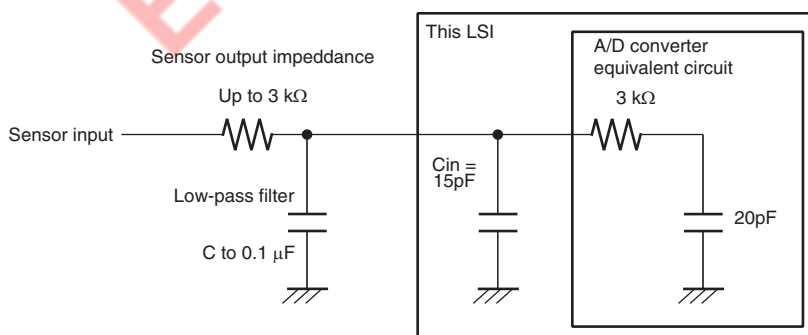 This LSI
A/D converter
equivalent circuit
Sensor output impeddance
Up to 3 kΩ
3 kΩ
Sensor input
Cin =
15pF
Low-pass filter
20pF
C to 0.1 μF